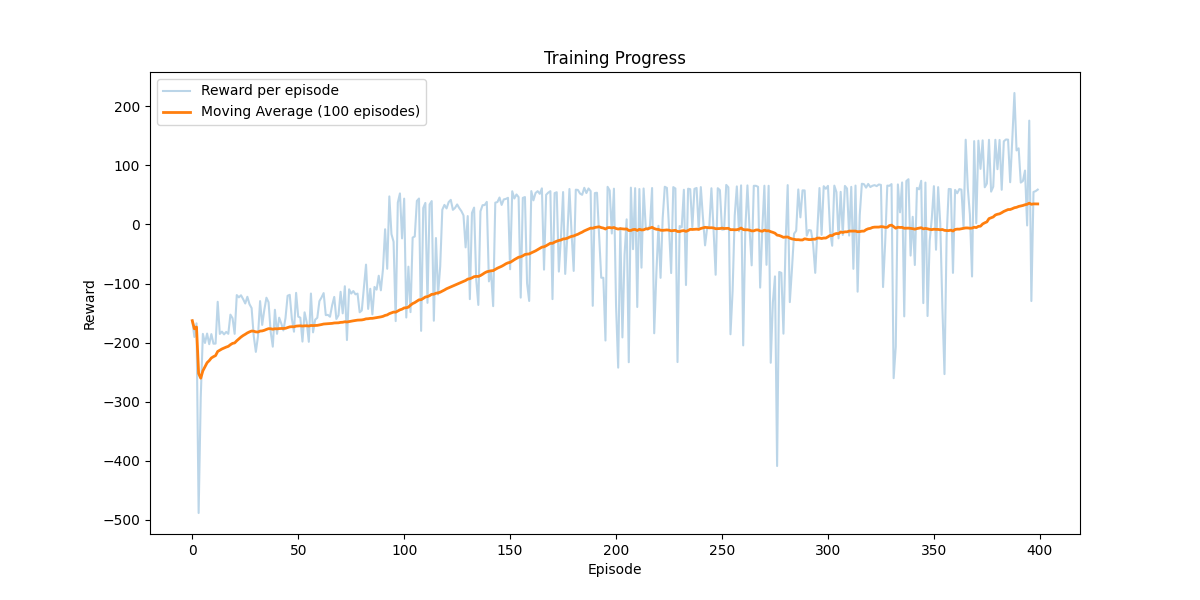 Training Progress
Reward per episode
Moving Average (100 episodes)
200
100
0
−100
−200
−300
−400
−500
Reward
0 50 100 150 200 250 300 350 400
Episode